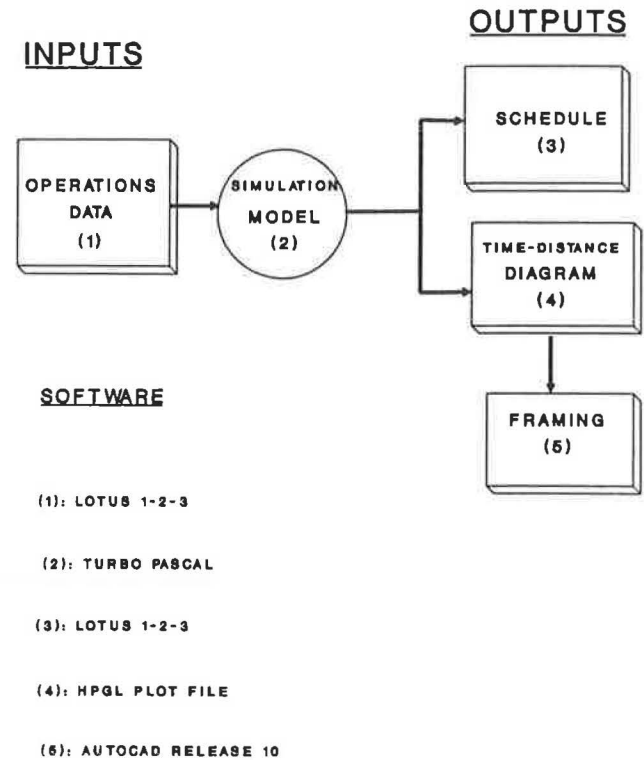 OUTPUTS
INPUTS
SCHEDULE
(3)
OPERATIONS
DATA
(1)
SIMULATION
MODEL
(2)
TIME-DISTANCE
DIAGRAM
(4)
FRAMING
(5)
SOFTWARE
(1): LOTUS 1-2-3
(2): TURBO PASCAL
(3): LOTUS 1-2-3
(4): HPGL PLOT FILE
(5): AUTOCAD RELEASE 10